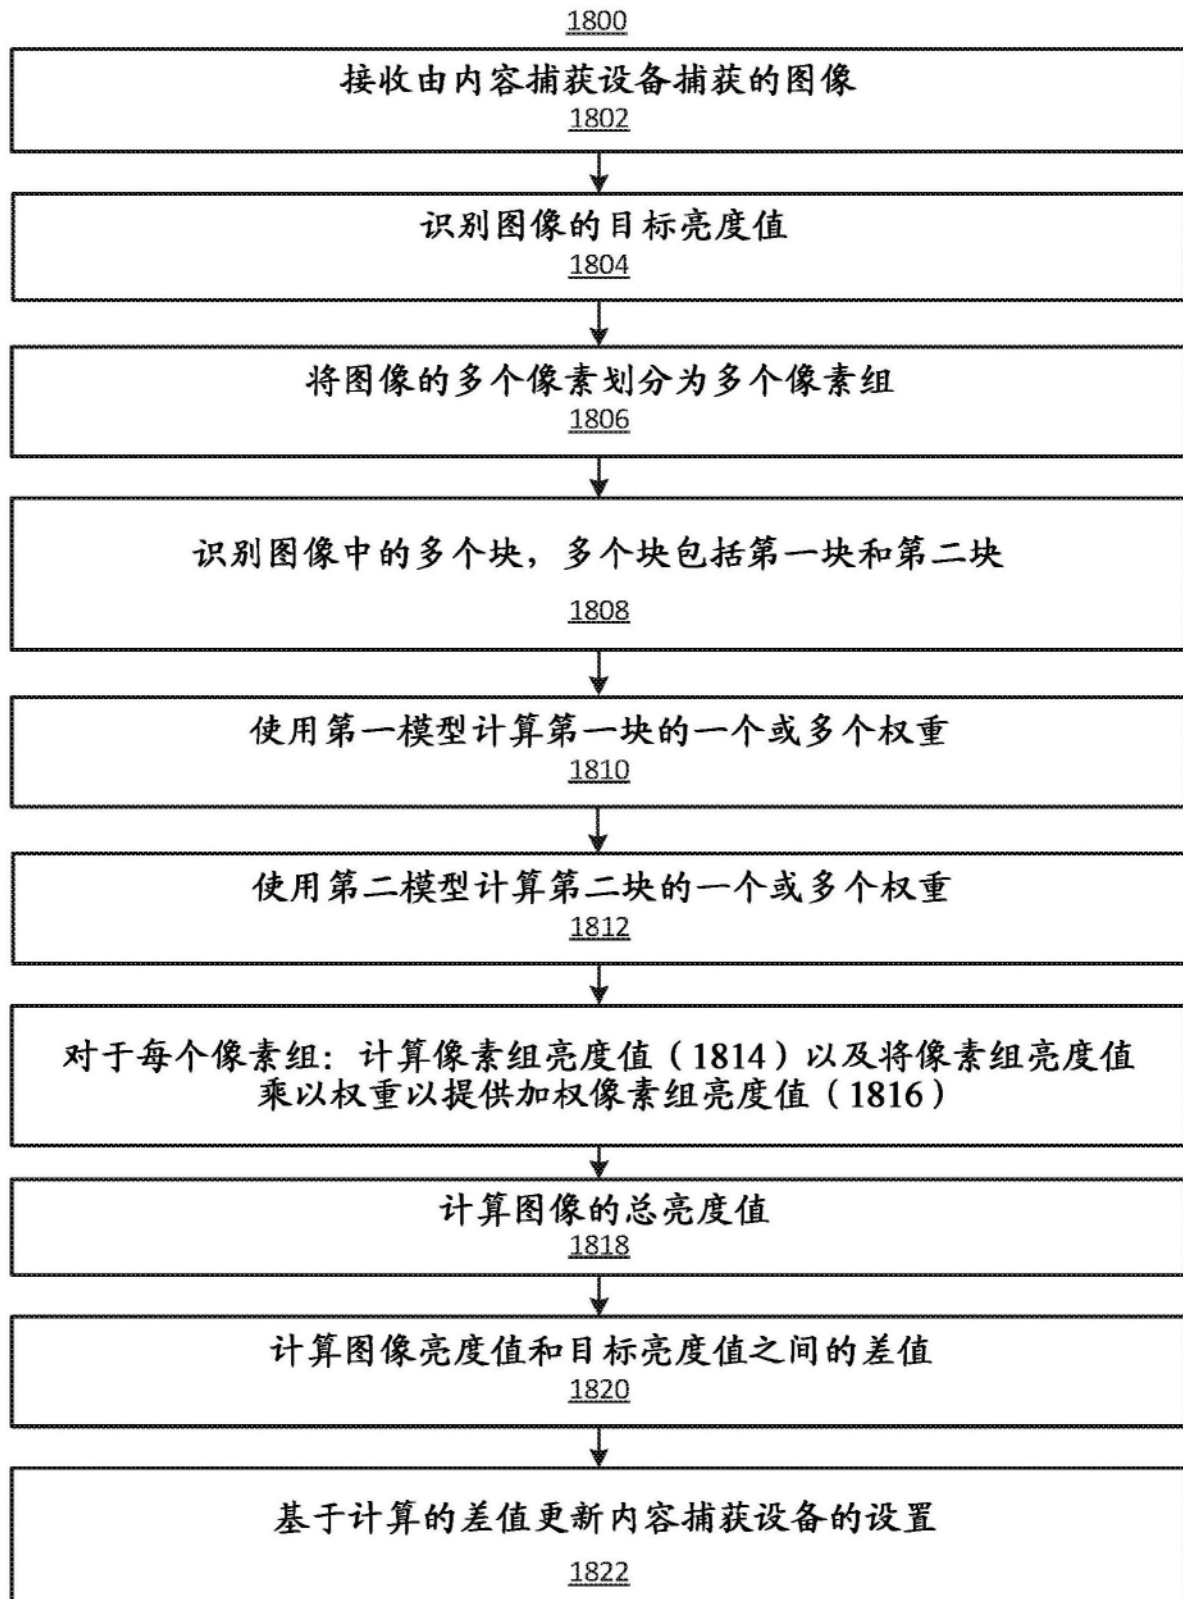 1800
接收由内容捕获设备捕获的图像
1802
识别图像的目标亮度值
1804
将图像的多个像素划分为多个像素组
1806
识别图像中的多个块，多个块包括第一块和第二块
1808
使用第一模型计算第一块的一个或多个权重
1810
使用第二模型计算第二块的一个或多个权重
1812
对于每个像素组：计算像素组亮度值（1814）以及将像素组亮度值
乘以权重以提供加权像素组亮度值（1816）
计算图像的总亮度值
1818
计算图像亮度值和目标亮度值之间的差值
1820
基于计算的差值更新内容捕获设备的设置
1822